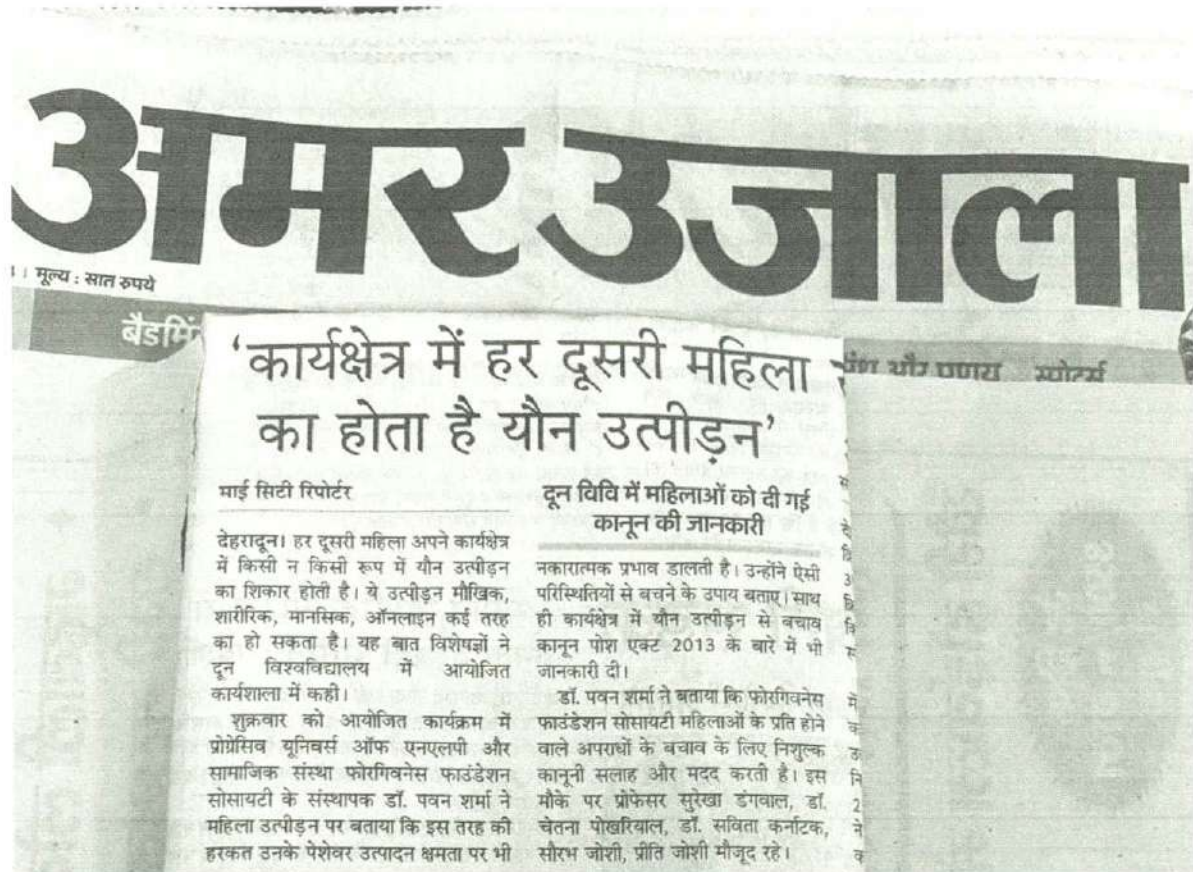 अमर उजाला
। मूल्य : सात रुपये
बैडमिं
और प्रणय स्पोर्ट्स
‘कार्यक्षेत्र में हर दूसरी महिला
का होता है यौन उत्पीड़न’
माई सिटी रिपोर्टर
देहरादून। हर दूसरी महिला अपने कार्यक्षेत्र
में किसी न किसी रूप में यौन उत्पीड़न
का शिकार होती है। ये उत्पीड़न मौखिक,
शारीरिक, मानसिक, ऑनलाइन कई तरह
का हो सकता है। यह बात विशेषज्ञों ने
दून विश्वविद्यालय में आयोजित
कार्यशाला में कही।
शुक्रवार को आयोजित कार्यक्रम में
प्रोग्रेसिव यूनिवर्स ऑफ एनएलपी और
सामाजिक संस्था फोरगिवनेस फाउंडेशन
सोसायटी के संस्थापक डॉ. पवन शर्मा ने
महिला उत्पीड़न पर बताया कि इस तरह की
हरकत उनके पेशेवर उत्पादन क्षमता पर भी
दून विवि में महिलाओं को दी गई
कानून की जानकारी
नकारात्मक प्रभाव डालती है। उन्होंने ऐसी
परिस्थितियों से बचने के उपाय बताए। साथ
ही कार्यक्षेत्र में यौन उत्पीड़न से बचाव
कानून पोश एक्ट 2013 के बारे में भी
जानकारी दी।
डॉ. पवन शर्मा ने बताया कि फोरगिवनेस
फाउंडेशन सोसायटी महिलाओं के प्रति होने
वाले अपराधों के बचाव के लिए निशुल्क
कानूनी सलाह और मदद करती है। इस
मौके पर प्रोफेसर सुरेखा डंगवाल, डॉ.
चेतना पोखरियाल, डॉ. सविता कर्नाटक,
सौरभ जोशी, प्रीति जोशी मौजूद रहे।